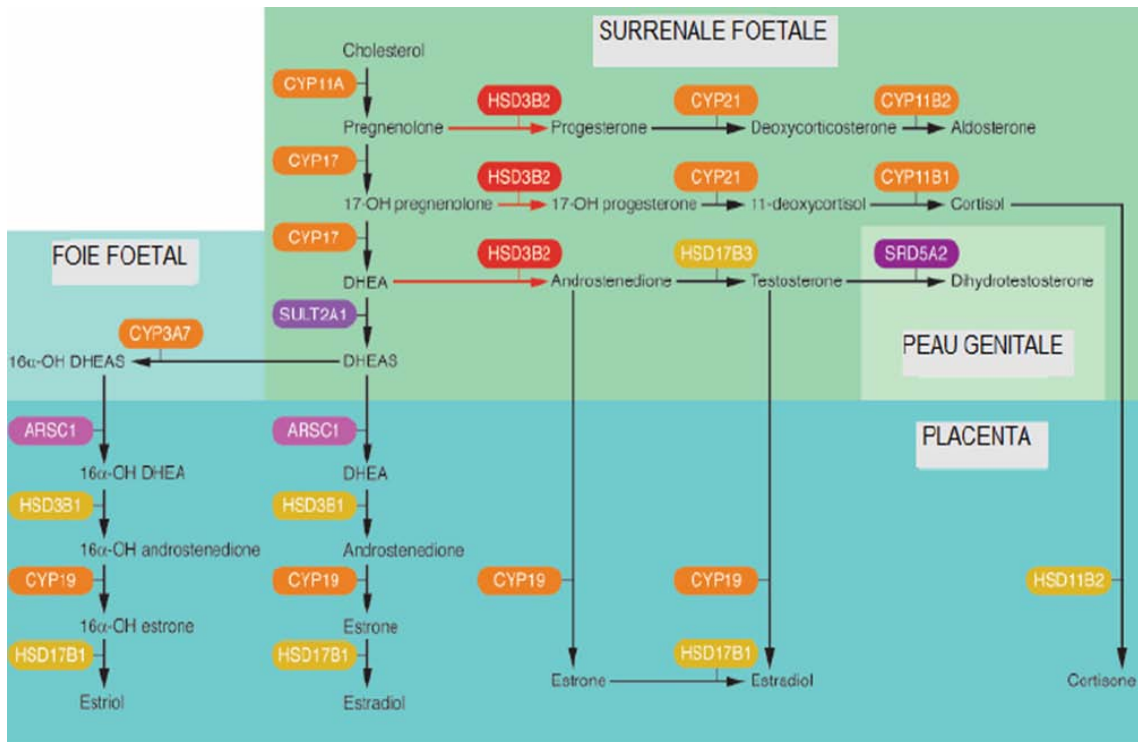 SURRENALE FOETALE
Cholesterol
CYP11A
HSD3B2
CYP21
CYP11B2
Pregnenolone
Progesterone
Deoxycorticosterone
Aldosterone
CYP17
HSD3B2
CYP21
CYP11B1
17-OH pregnenolone
17-OH progesterone
11-deoxycortisol
Cortisol
FOIE FOETAL
CYP17
HSD3B2
HSD17B3
SRD5A2
DHEA
Androstenedione
Testosterone
Dihydrotestosterone
SULT2A1
CYP3A7
PEAU GENITALE
16α-OH DHEAS
DHEAS
PLACENTA
ARSC1
ARSC1
16α-OH DHEA
DHEA
HSD3B1
HSD3B1
16α-OH androstenedione
Androstenedione
CYP19
CYP19
CYP19
CYP19
HSD11B2
16α-OH estrone
Estrone
HSD17B1
HSD17B1
HSD17B1
Estrone
Estradiol
Cortisone
Estriol
Estradiol